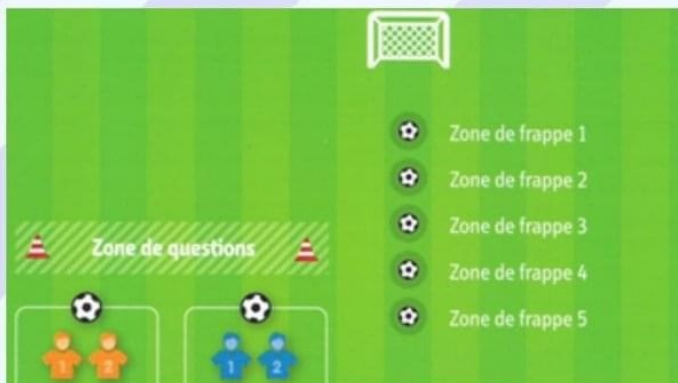 Zone de frappe 1
Zone de frappe 2
Zone de frappe 3
Zone de questions
Zone de frappe 4
Zone de frappe 5
1 2 1 2